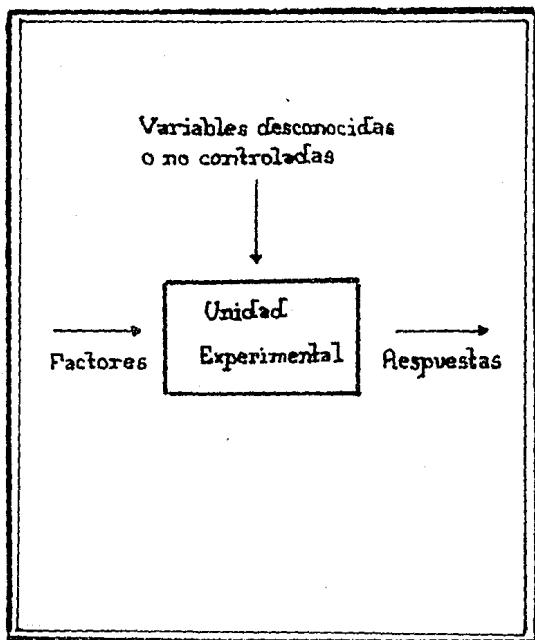 Variables desconocidas
o no controladas
Unidad
Experimental
Factores
Respuestas